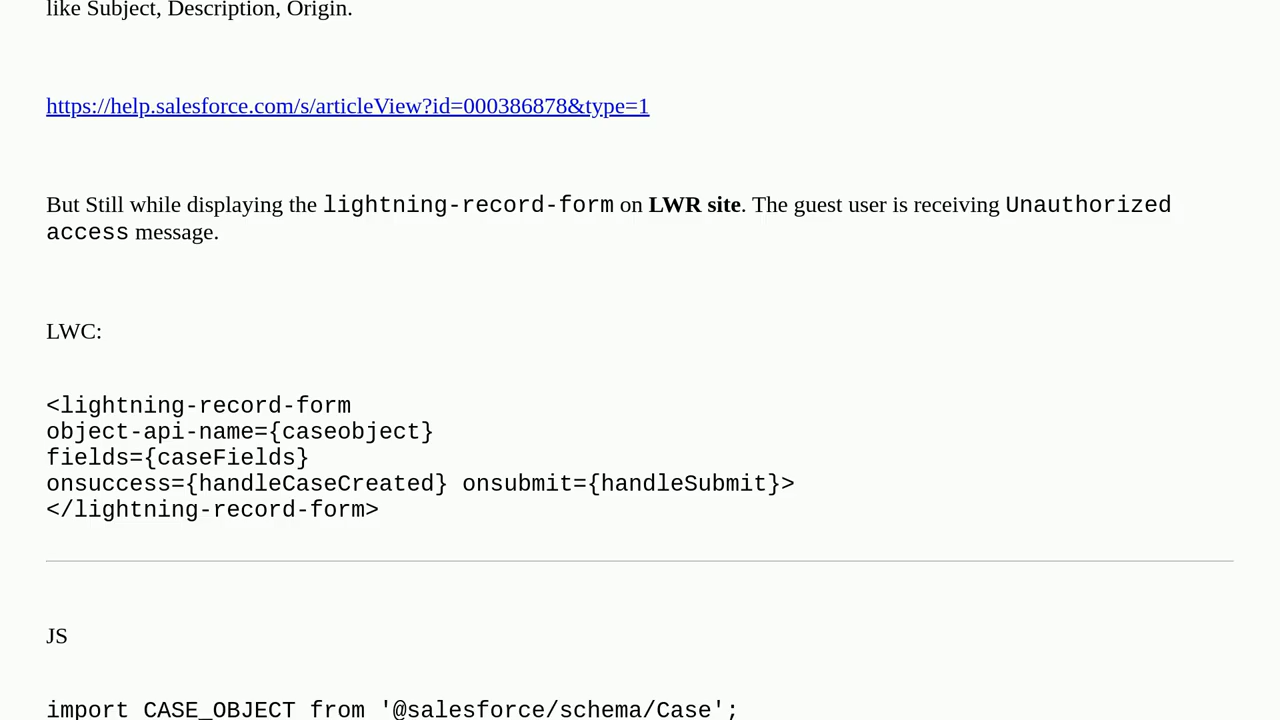 like Subject, Description, Origin.
https://help.salesforce.com/s/articleView?id=000386878&type=1
But Still while displaying the lightning-record-form on LWR site. The guest user is receiving Unauthorized
access message.
LWC:
<lightning-record-form
object-api-name={caseobject}
fields={caseFields}
onsuccess={handleCaseCreated} onsubmit={handleSubmit}>
</lightning-record-form>
JS
import CASE_OBJECT from '@salesforce/schema/Case';